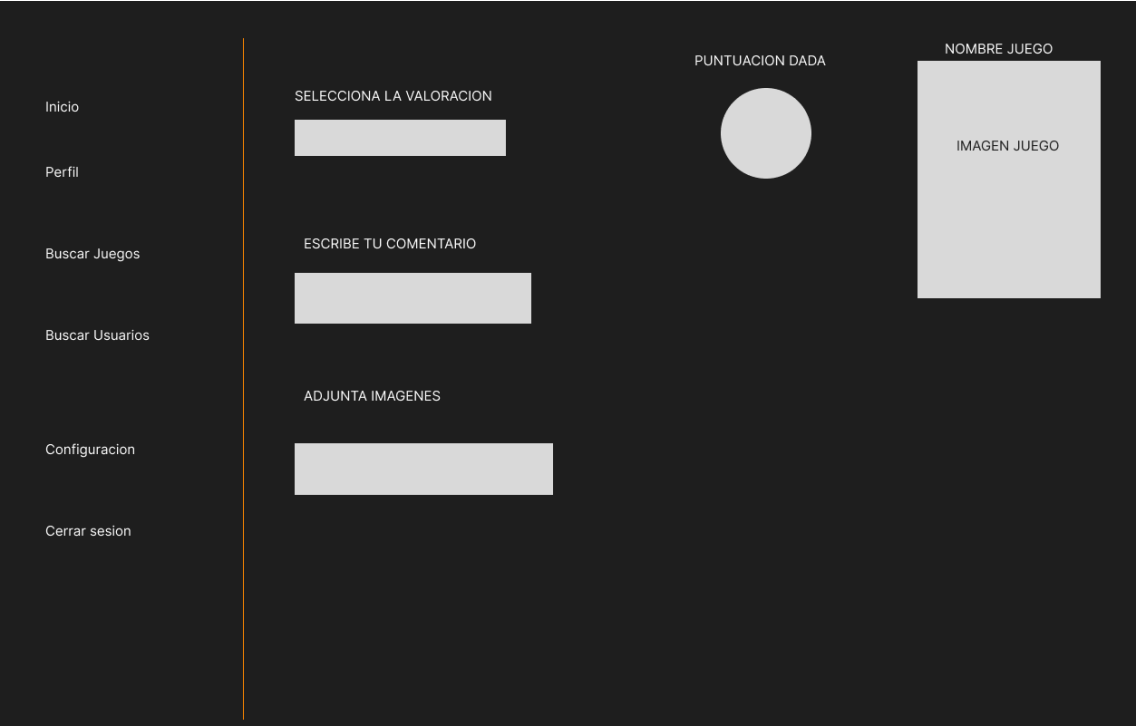 Inicio
Perfil
Buscar Juegos
Buscar Usuarios
Configuracion
Cerrar sesion
SELECCIONA LA VALORACION
ESCRIBE TU COMENTARIO
ADJUNTA IMAGENES
PUNTUACION DADA
NOMBRE JUEGO
IMAGEN JUEGO